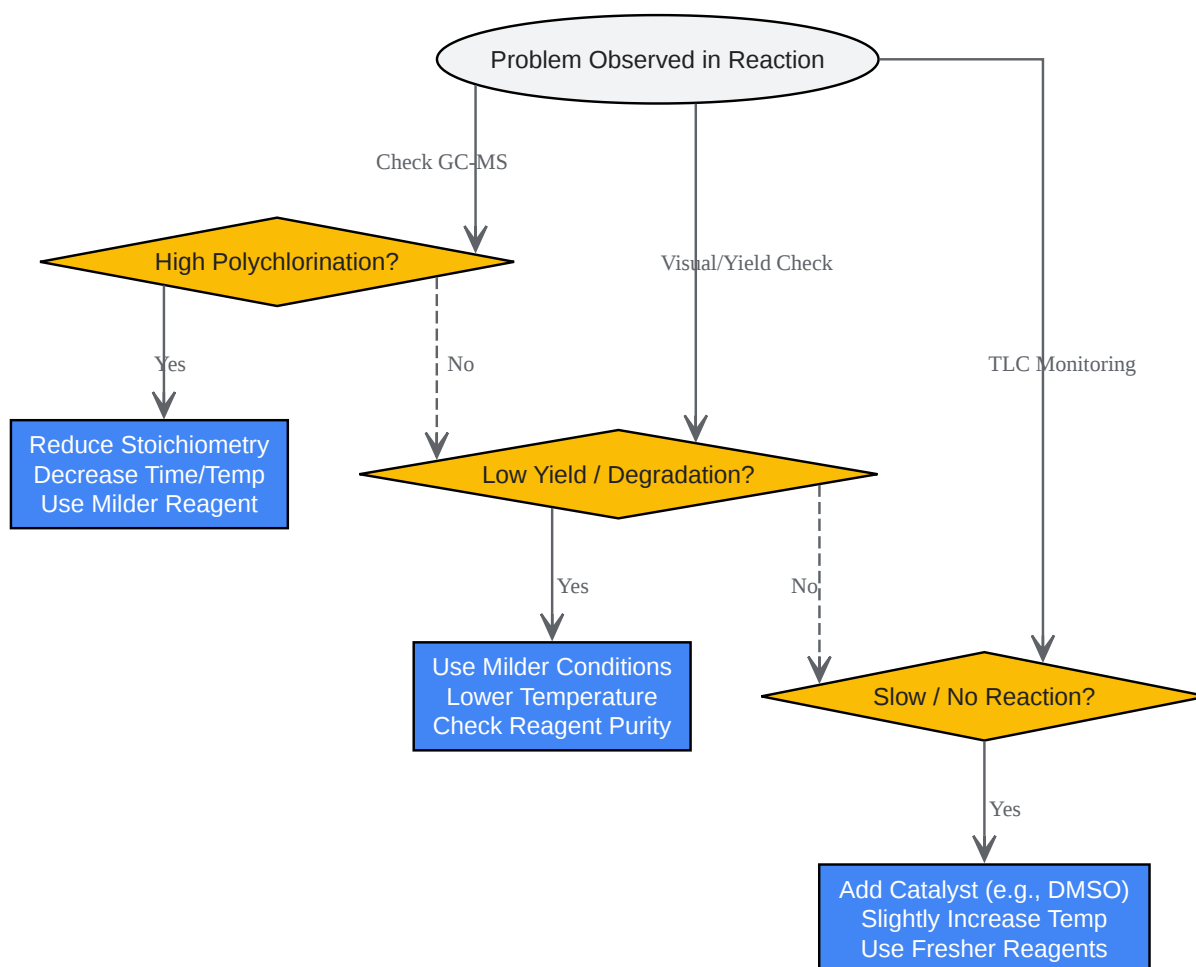 Problem Observed in Reaction
Check GC-MS
High Polychlorination?
Visual/Yield Check
Yes
No
TLC Monitoring
Reduce Stoichiometry
Decrease Time/Temp
Use Milder Reagent
Low Yield / Degradation?
Yes
No
Use Milder Conditions
Lower Temperature
Check Reagent Purity
Slow / No Reaction?
Yes
Add Catalyst (e.g., DMSO)
Slightly Increase Temp
Use Fresher Reagents